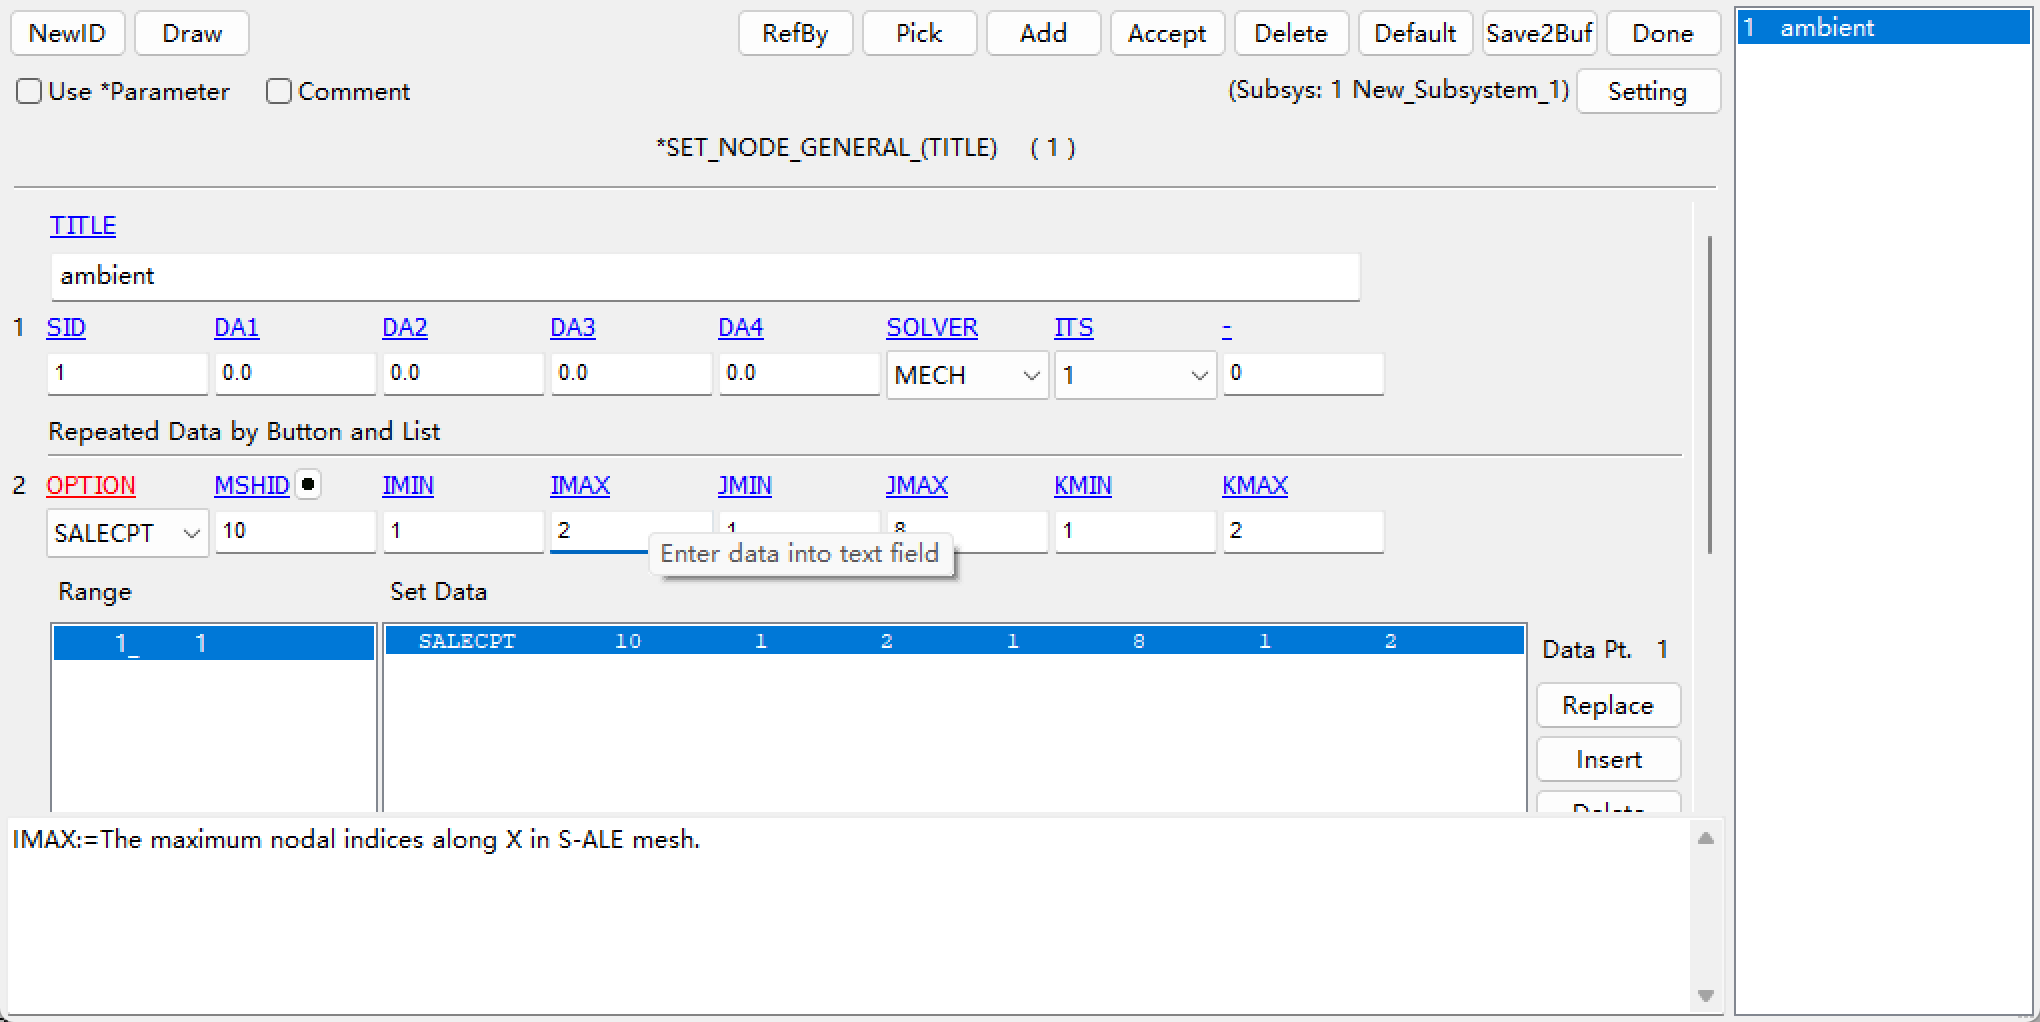 NewID Draw RefBy Pick Add Accept Delete Default Save2Buf Done
Use *Parameter Comment (Subsys: 1 New_Subsystem_1) Setting
*SET_NODE_GENERAL_(TITLE) ( 1 )
TITLE
ambient
1 SID DA1 DA2 DA3 DA4 SOLVER ITS -
1 0.0 0.0 0.0 0.0 MECH 1 0
Repeated Data by Button and List
2 OPTION MSHID IMIN IMAX JMIN JMAX KMIN KMAX
SALECPT 10 1 2 1 8 1 2
Enter data into text field
Range Set Data
1_ 1 SALECPT 10 1 2 1 8 1 2
Data Pt. 1
Replace
Insert
Delete
IMAX:=The maximum nodal indices along X in S-ALE mesh.
1 ambient